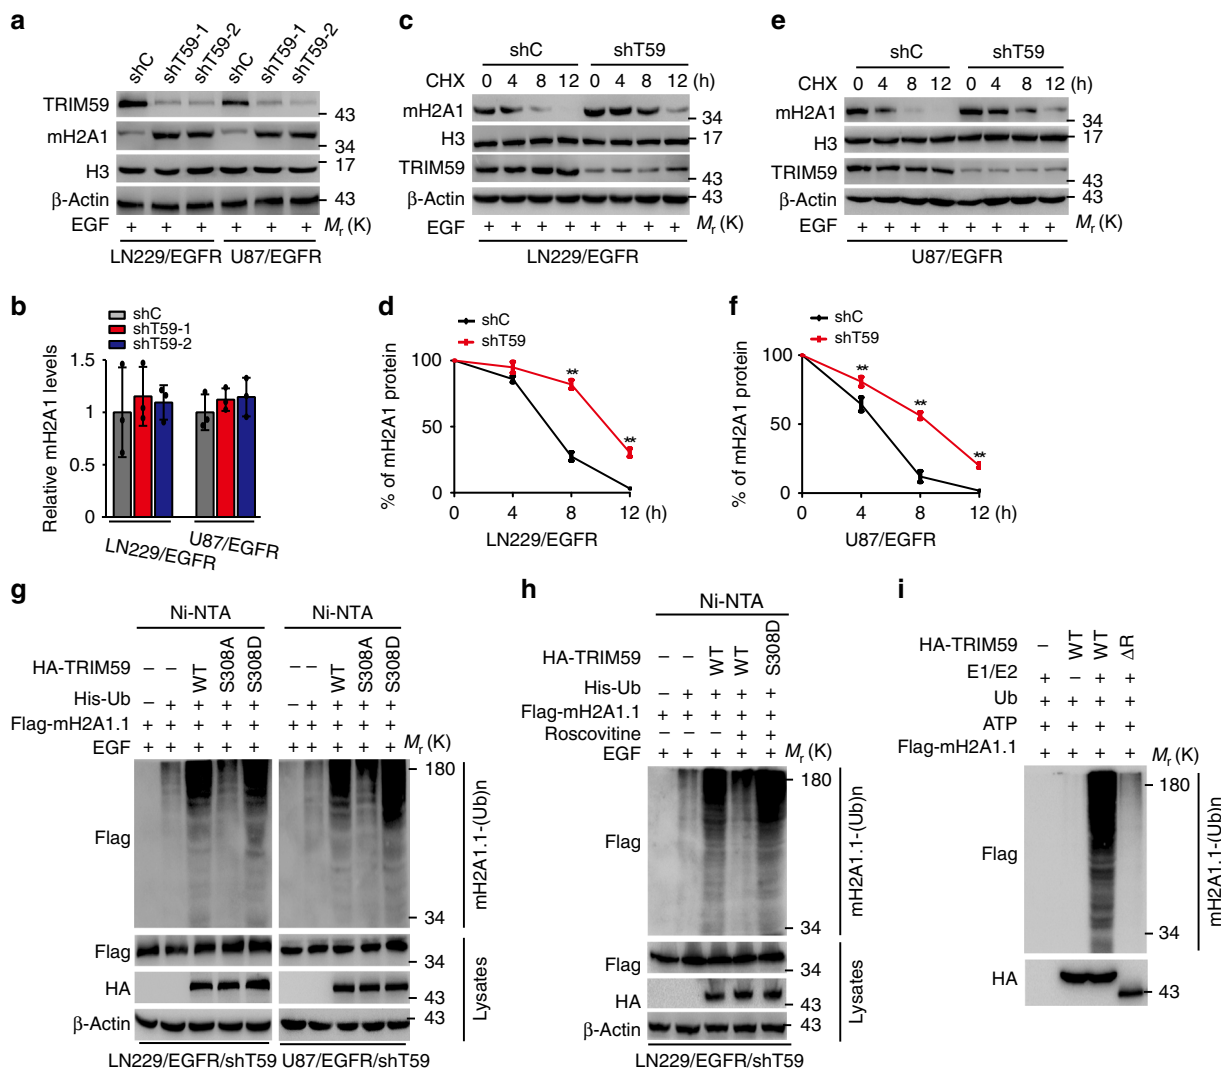 a
shC shT59-1 shT59-2 shC shT59-1 shT59-2
TRIM59
43
mH2A1
34
H3
17
β-Actin
43
EGF + + + + + + Mr (K)
LN229/EGFR U87/EGFR
c
shC shT59
CHX 0 4 8 12 0 4 8 12 (h)
mH2A1
34
H3
17
TRIM59
43
β-Actin
43
EGF + + + + + + + +
LN229/EGFR
e
shC shT59
CHX 0 4 8 12 0 4 8 12 (h)
mH2A1
34
H3
17
TRIM59
43
β-Actin
43
EGF + + + + + + + + Mr (K)
U87/EGFR
b
shC
shT59-1
shT59-2
Relative mH2A1 levels
1.5
1
0.5
0
LN229/EGFR U87/EGFR
d
shC
shT59
% of mH2A1 protein
100
50
0
** **
0 4 8 12 (h)
LN229/EGFR
f
shC
shT59
% of mH2A1 protein
100
50
0
** ** **
0 4 8 12 (h)
U87/EGFR
g
Ni-NTA Ni-NTA
HA-TRIM59 – – WT S308A S308D – – WT S308A S308D
His-Ub – + + + + – + + + +
Flag-mH2A1.1 + + + + + + + + + +
EGF + + + + + + + + + + Mr (K)
180
Flag
mH2A1.1-(Ub)n
34
Flag
34
HA
43
β-Actin
43
Lysates
LN229/EGFR/shT59 U87/EGFR/shT59
h
Ni-NTA
HA-TRIM59 – – WT WT S308D
His-Ub – + + + +
Flag-mH2A1.1 + + + + +
Roscovitine – – – + +
EGF + + + + + Mr (K)
180
Flag
mH2A1.1-(Ub)n
34
Flag
34
HA
43
β-Actin
43
Lysates
LN229/EGFR/shT59
i
HA-TRIM59 – WT WT ΔR
E1/E2 + – + +
Ub + + + +
ATP + + + +
Flag-mH2A1.1 + + + + Mr (K)
180
Flag
mH2A1.1-(Ub)n
34
HA
43